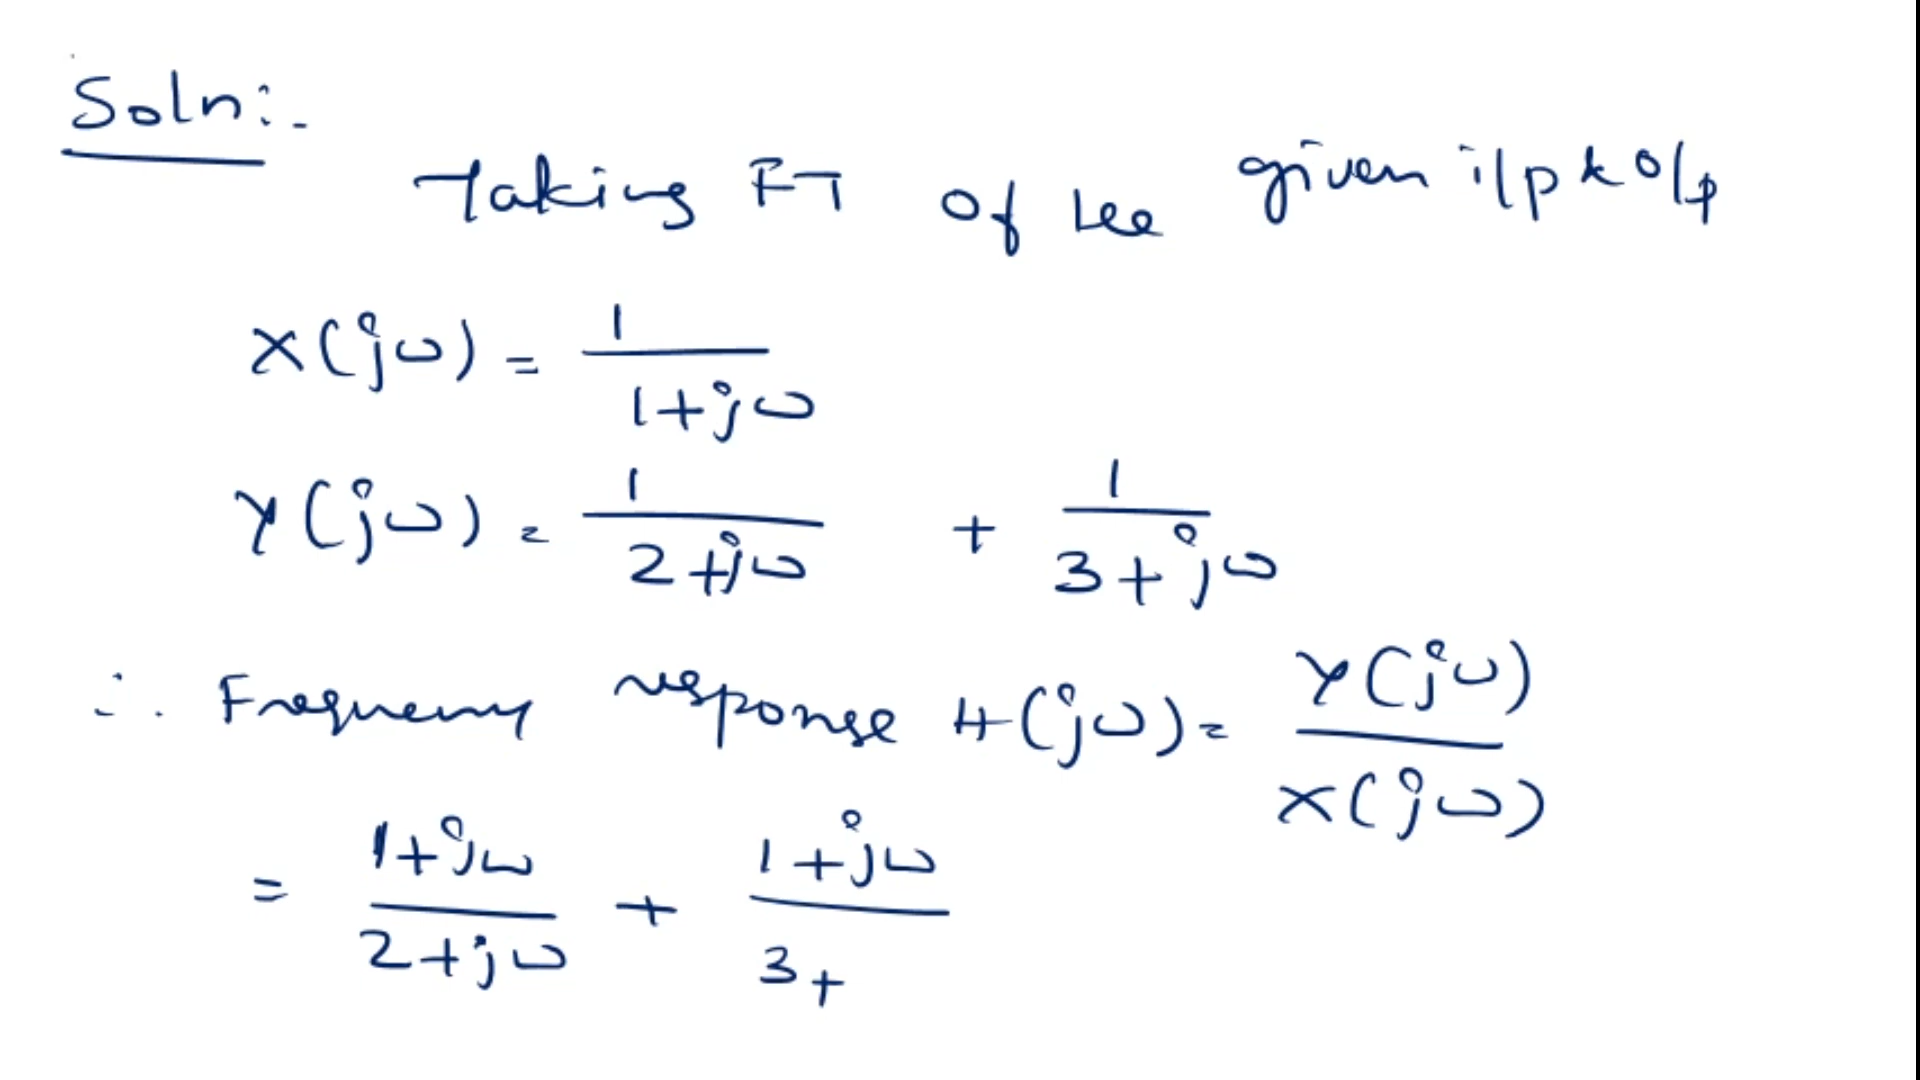 Soln:-
Taking FT of the given i/p & o/p
X(jω) = 1/(1+jω)
Y(jω) = 1/(2+jω) + 1/(3+jω)
∴ Frequency response H(jω) = Y(jω)/X(jω)
= (1+jω)/(2+jω) + (1+jω)/(3+